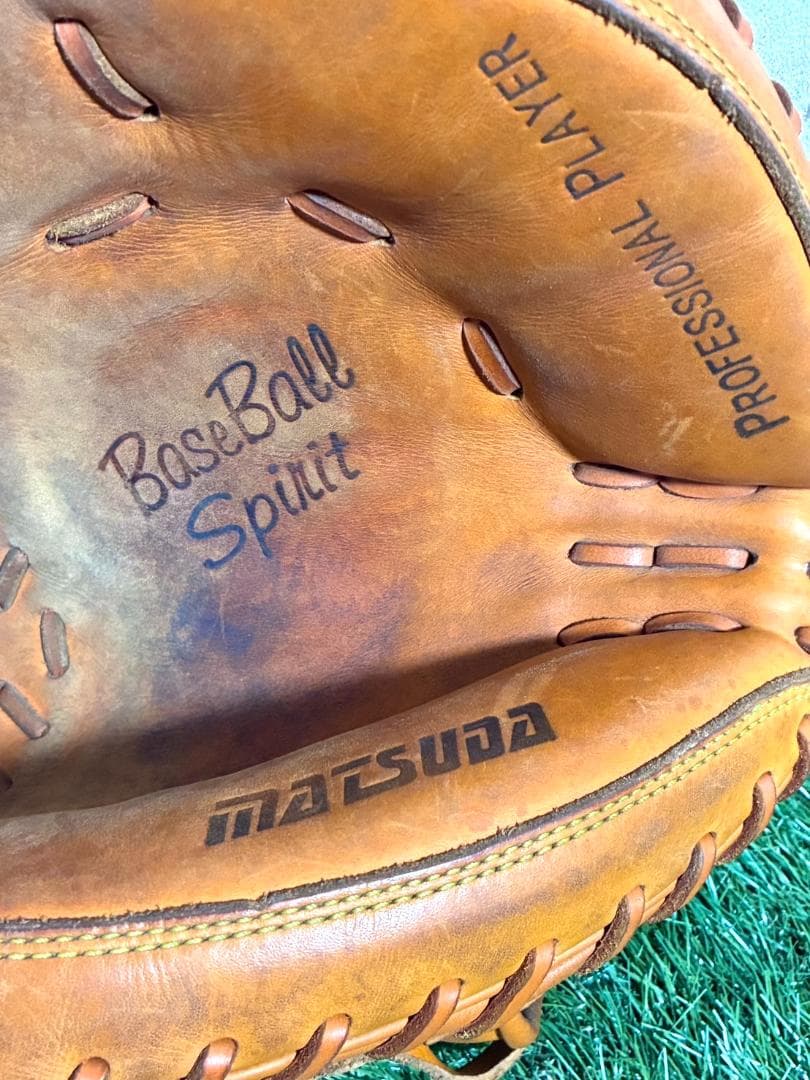 PROFESSIONAL PLAYER
BaseBall
Spirit
MATSUDA